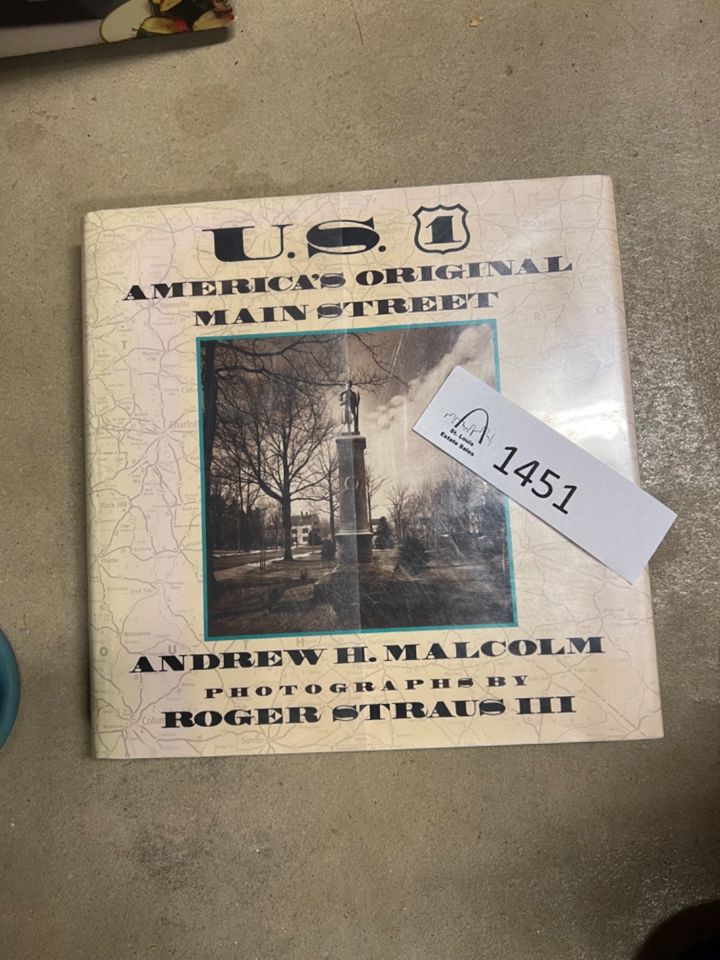 U.S. 1
AMERICA'S ORIGINAL
MAIN STREET
St. Louis
Estate Sales
1451
ANDREW H. MALCOLM
PHOTOGRAPHS BY
ROGER STRAUS III